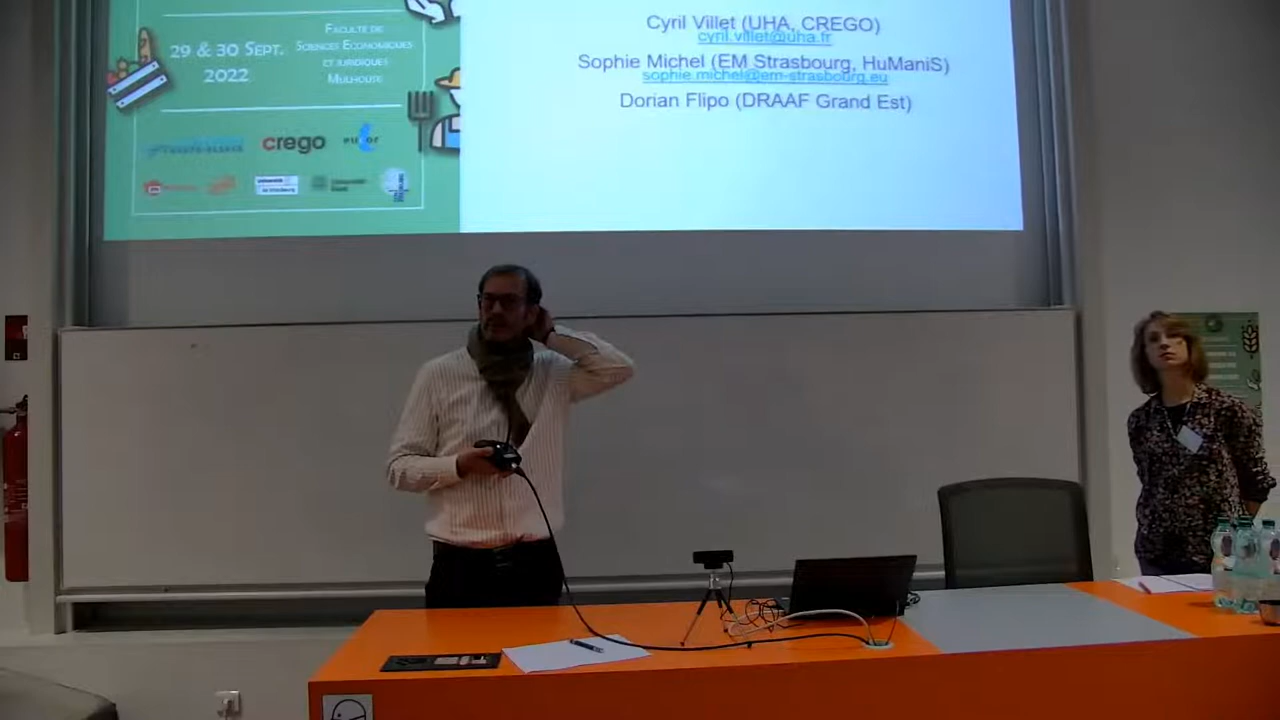 29 & 30 Sept.
2022
Faculté de
Sciences Économiques
et juridiques
Mulhouse
crego
Cyril Villet (UHA, CREGO)
cyril.villet@uha.fr
Sophie Michel (EM Strasbourg, HuManiS)
sophie.michel@em-strasbourg.eu
Dorian Flipo (DRAAF Grand Est)